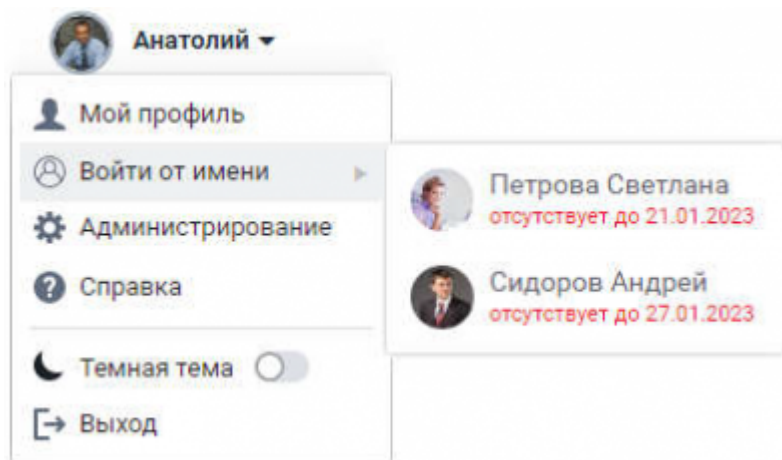 Анатолий
Мой профиль
Войти от имени
Петрова Светлана
отсутствует до 21.01.2023
Администрирование
Сидоров Андрей
отсутствует до 27.01.2023
Справка
Темная тема
Выход